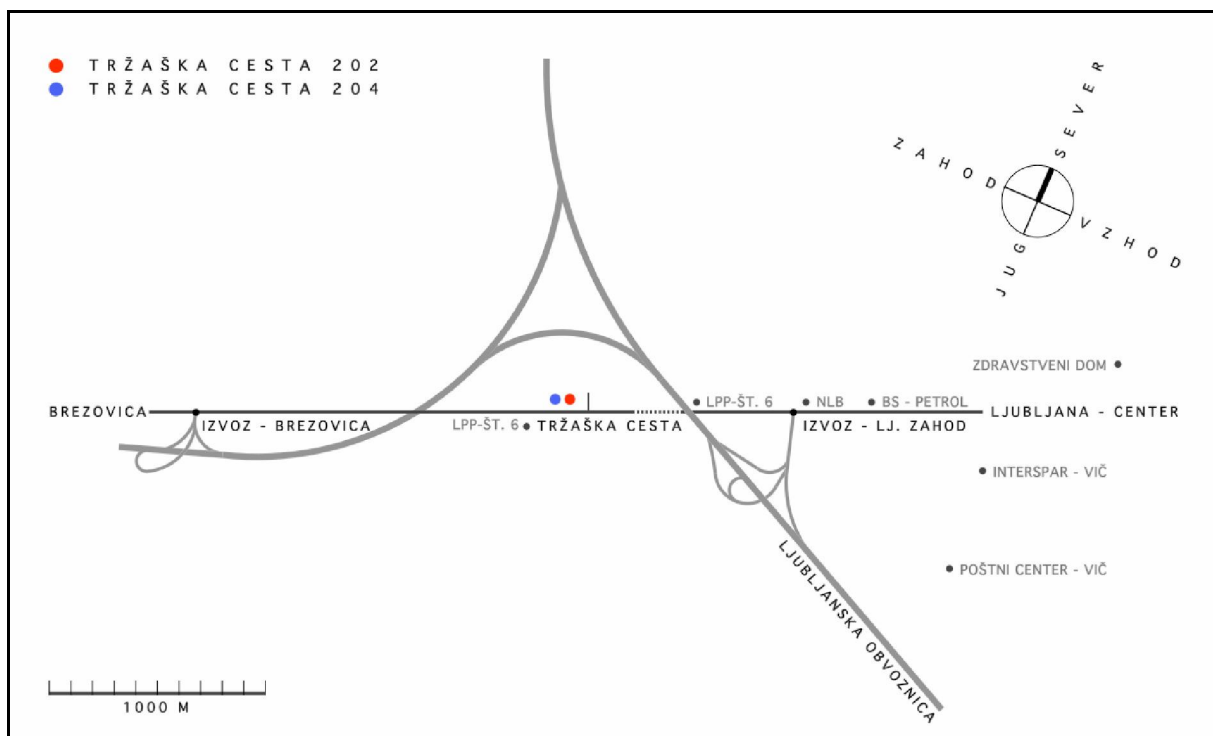 TRŽAŠKA CESTA 202
TRŽAŠKA CESTA 204
SEVER
ZAHOD
VZHOD
JUG
ZDRAVSTVENI DOM
BREZOVICA
IZVOZ - BREZOVICA
LPP-ŠT. 6
TRŽAŠKA CESTA
LPP-ŠT. 6
NLB
BS - PETROL
IZVOZ - LJ. ZAHOD
LJUBLJANA - CENTER
INTERSPAR - VIČ
POŠTNI CENTER - VIČ
LJUBLJANSKA OBVOZNICA
1000 M